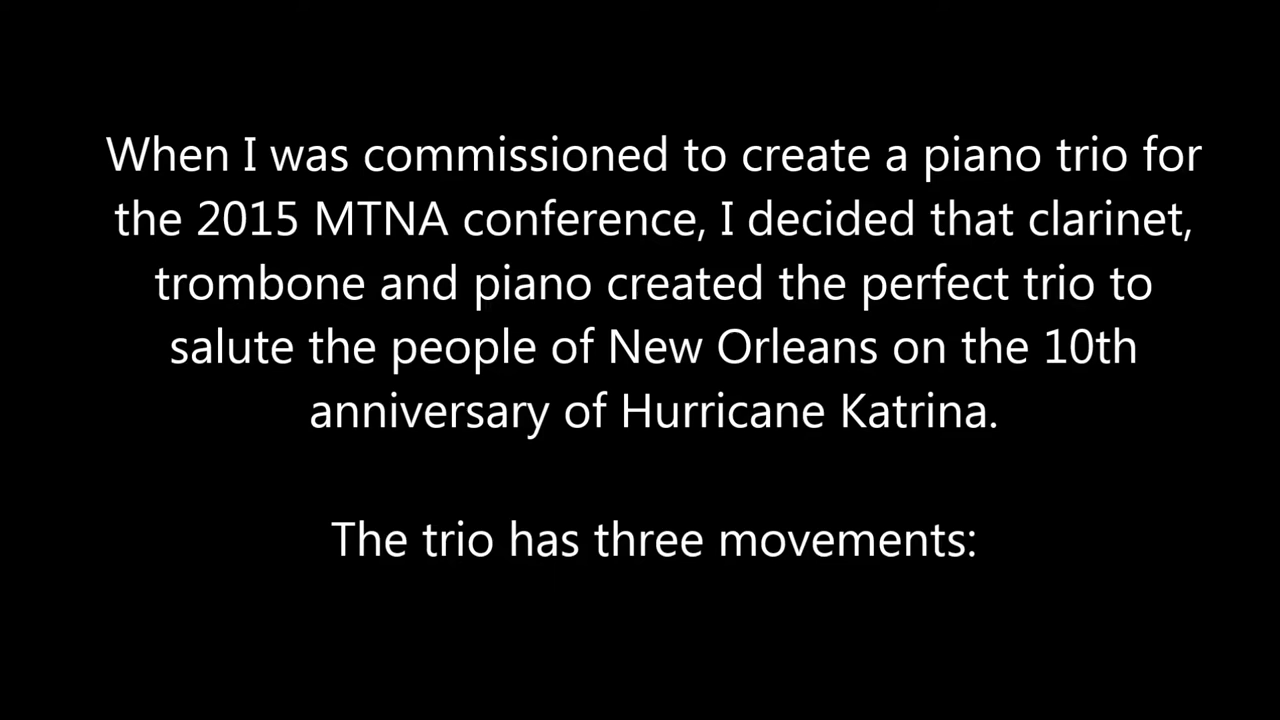 When I was commissioned to create a piano trio for
the 2015 MTNA conference, I decided that clarinet,
trombone and piano created the perfect trio to
salute the people of New Orleans on the 10th
anniversary of Hurricane Katrina.
The trio has three movements: